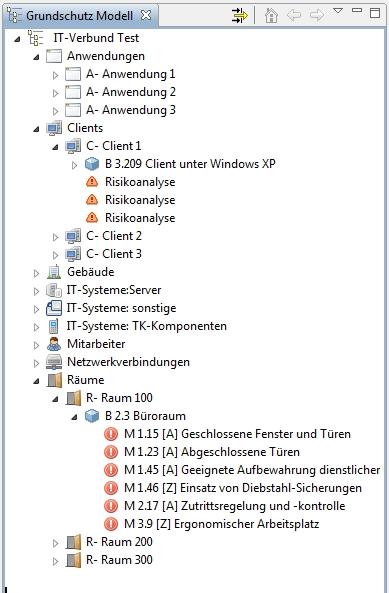 Grundschutz Modell
IT-Verbund Test
Anwendungen
A- Anwendung 1
A- Anwendung 2
A- Anwendung 3
Clients
C- Client 1
B 3.209 Client unter Windows XP
Risikoanalyse
Risikoanalyse
Risikoanalyse
C- Client 2
C- Client 3
Gebäude
IT-Systeme:Server
IT-Systeme: sonstige
IT-Systeme: TK-Komponenten
Mitarbeiter
Netzwerkverbindungen
Räume
R- Raum 100
B 2.3 Büroraum
M 1.15 [A] Geschlossene Fenster und Türen
M 1.23 [A] Abgeschlossene Türen
M 1.45 [A] Geeignete Aufbewahrung dienstlicher
M 1.46 [Z] Einsatz von Diebstahl-Sicherungen
M 2.17 [A] Zutrittsregelung und -kontrolle
M 3.9 [Z] Ergonomischer Arbeitsplatz
R- Raum 200
R- Raum 300